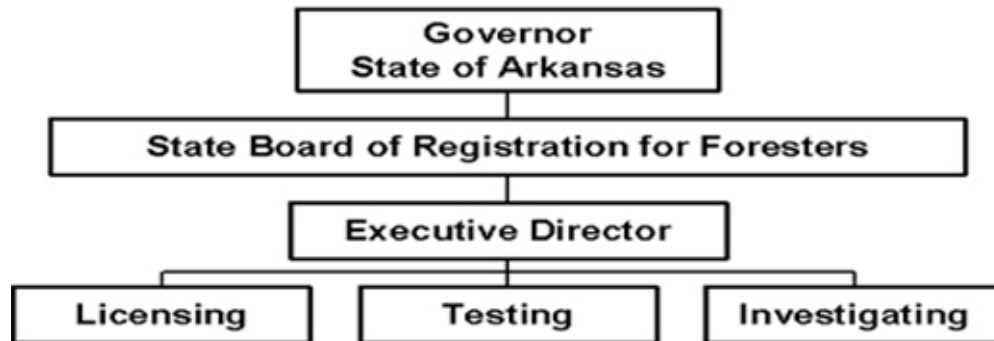 Governor
State of Arkansas
State Board of Registration for Foresters
Executive Director
Licensing
Testing
Investigating